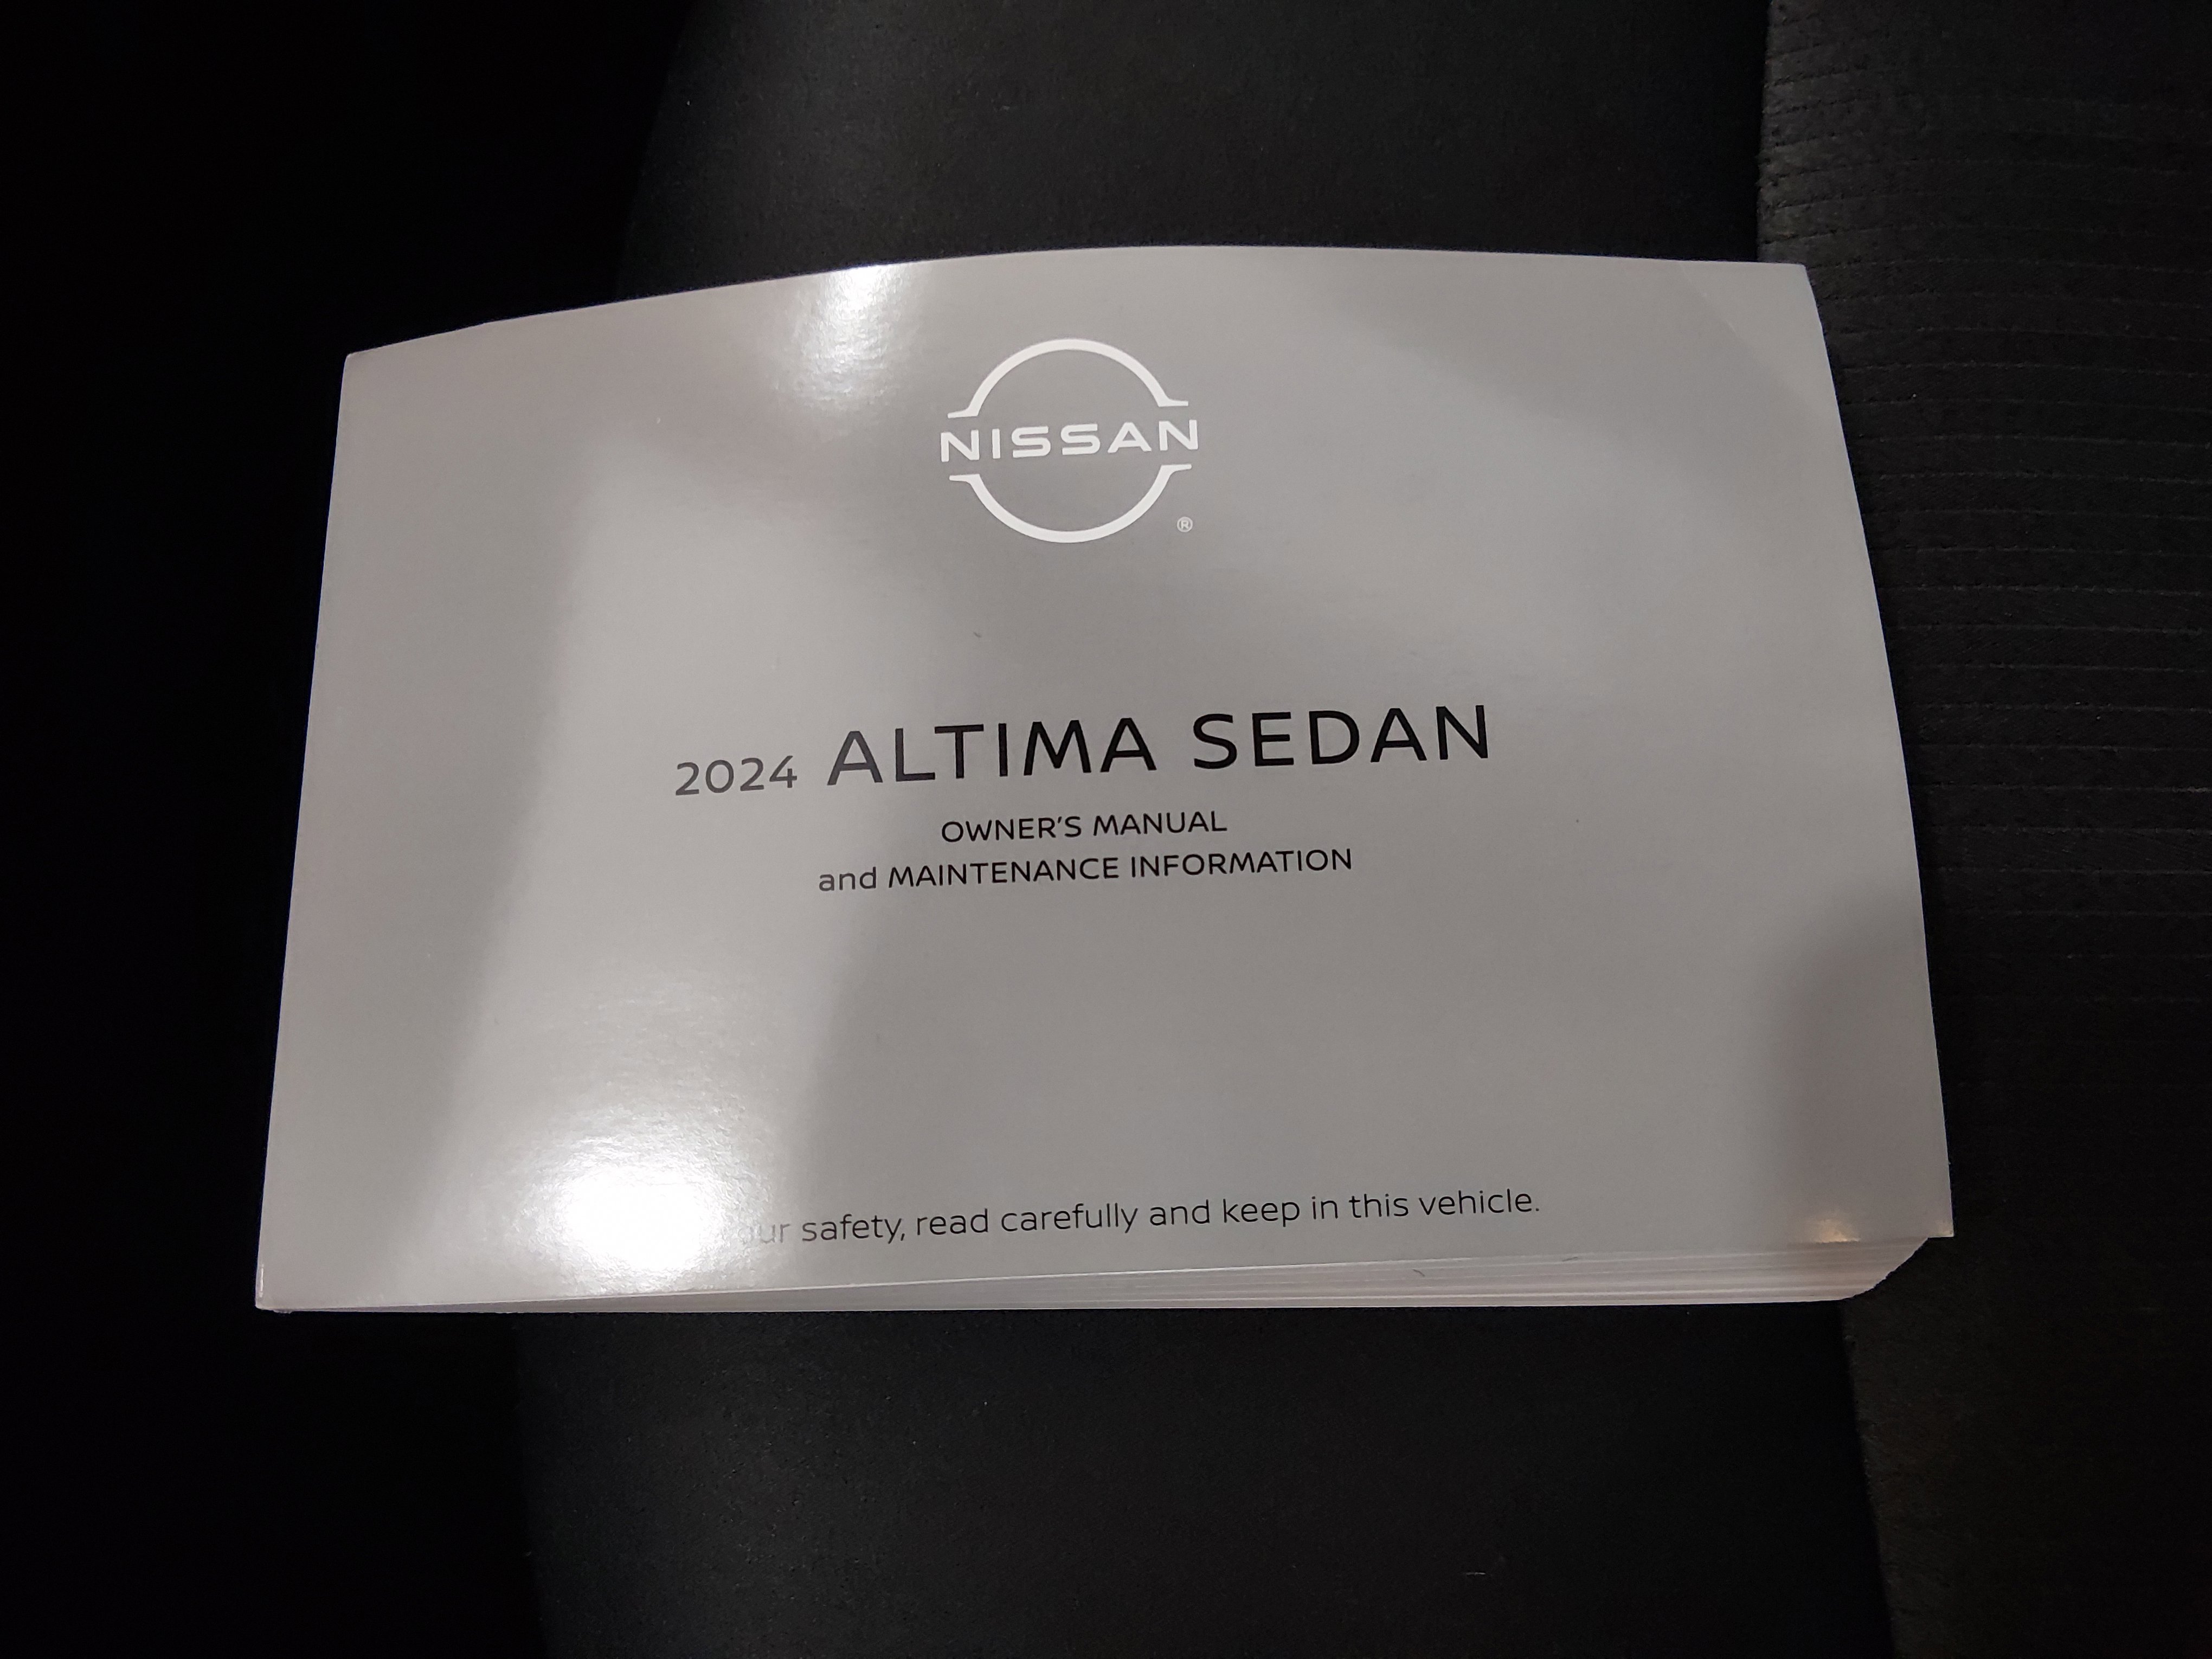 NISSAN
®
2024 ALTIMA SEDAN
OWNER'S MANUAL
and MAINTENANCE INFORMATION
safety, read carefully and keep in this vehicle.